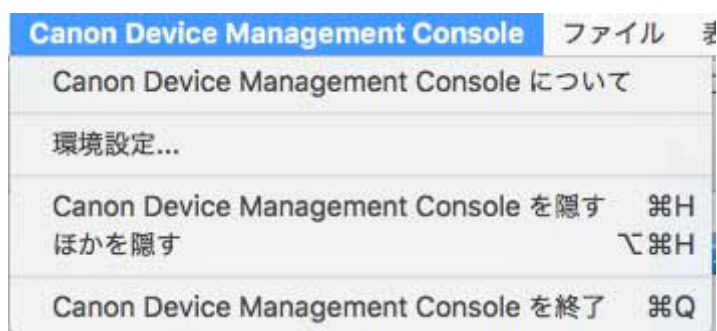 Canon Device Management Console ファイル
Canon Device Management Console について
環境設定...
Canon Device Management Console を隠す ⌘H
ほかを隠す ⌥⌘H
Canon Device Management Console を終了 ⌘Q